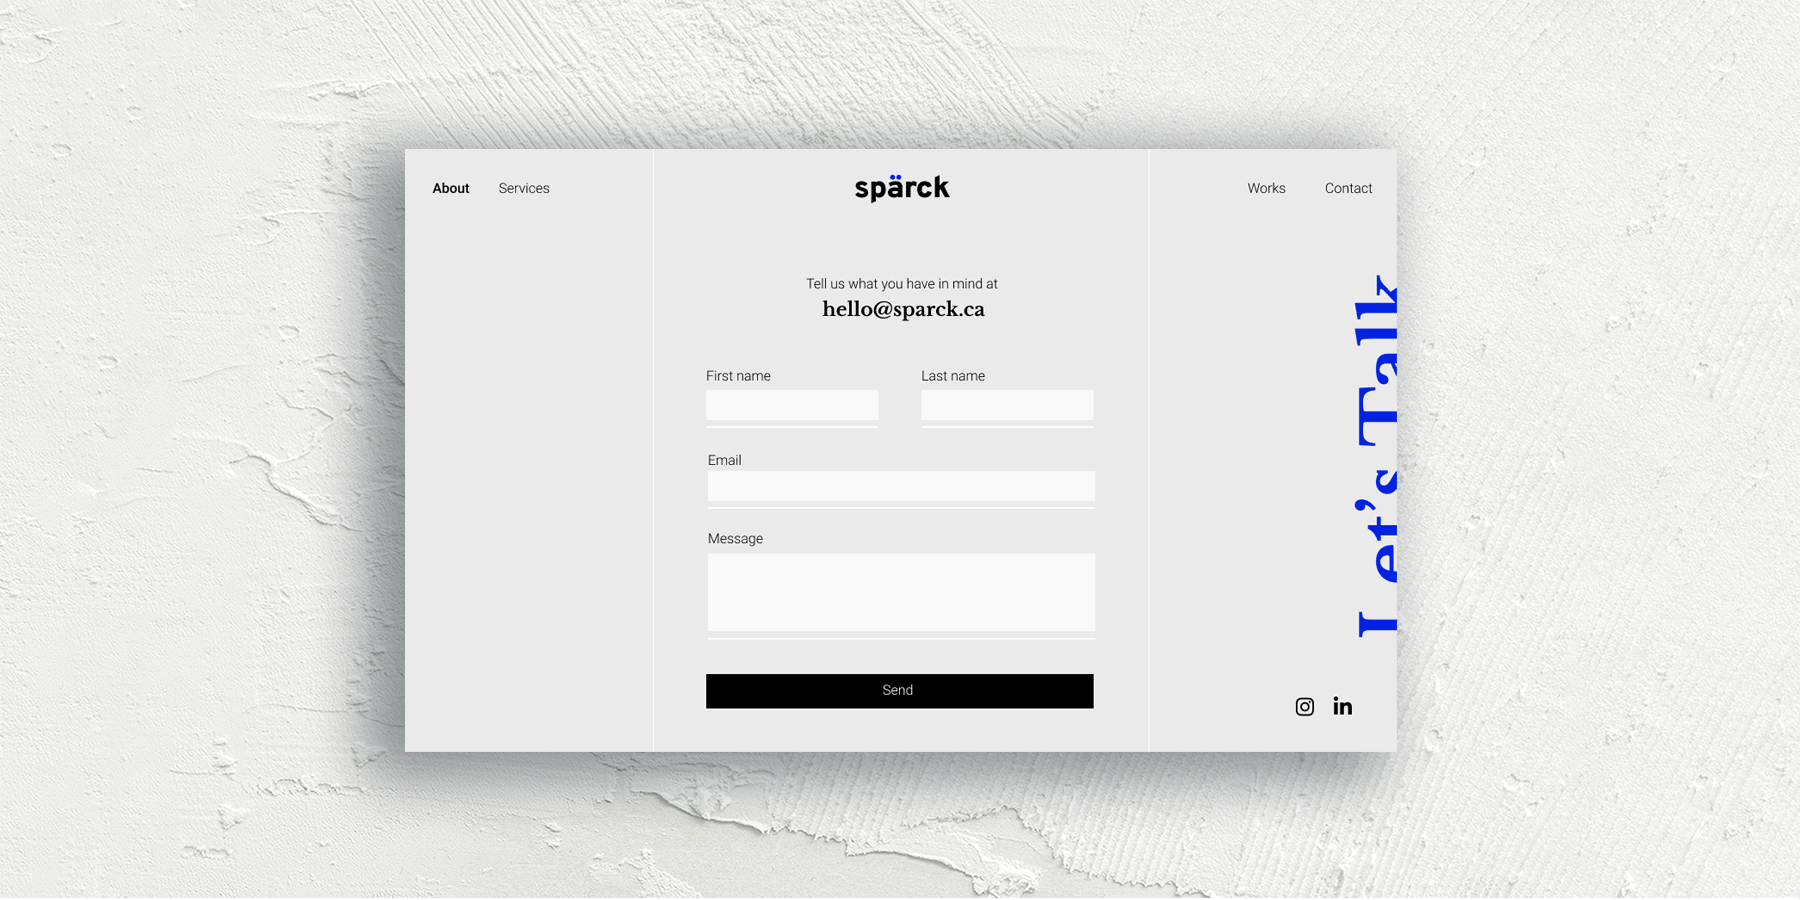 About
Services
spärck
Works
Contact
Tell us what you have in mind at
hello@sparck.ca
First name
Last name
Email
Message
Send
Let’s Talk
in